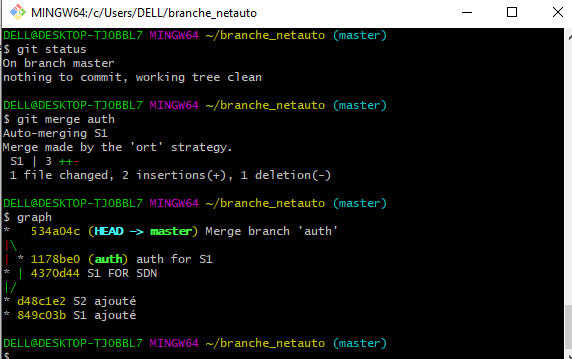 MINGW64:/c/Users/DELL/branche_netauto
DELL@DESKTOP-TJOBBL7 MINGW64 ~/branche_netauto (master)
$ git status
On branch master
nothing to commit, working tree clean
DELL@DESKTOP-TJOBBL7 MINGW64 ~/branche_netauto (master)
$ git merge auth
Auto-merging S1
Merge made by the 'ort' strategy.
 S1 | 3 ++-
 1 file changed, 2 insertions(+), 1 deletion(-)
DELL@DESKTOP-TJOBBL7 MINGW64 ~/branche_netauto (master)
$ graph
*   534a04c (HEAD -> master) Merge branch 'auth'
|\
| * 1178be0 (auth) auth for S1
* | 4370d44 S1 FOR SDN
|/
* d48c1e2 S2 ajouté
* 849c03b S1 ajouté
DELL@DESKTOP-TJOBBL7 MINGW64 ~/branche_netauto (master)
$